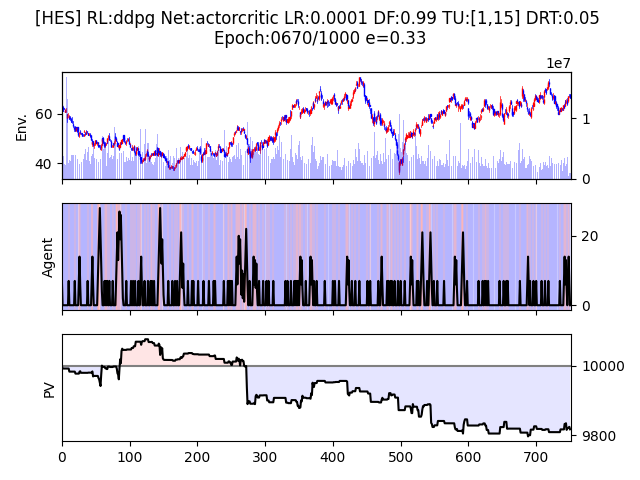 [HES] RL:ddpg Net:actorcritic LR:0.0001 DF:0.99 TU:[1,15] DRT:0.05
Epoch:0670/1000 e=0.33
1e7
Env.
60
40
1
0
Agent
20
0
PV
10000
9800
0 100 200 300 400 500 600 700